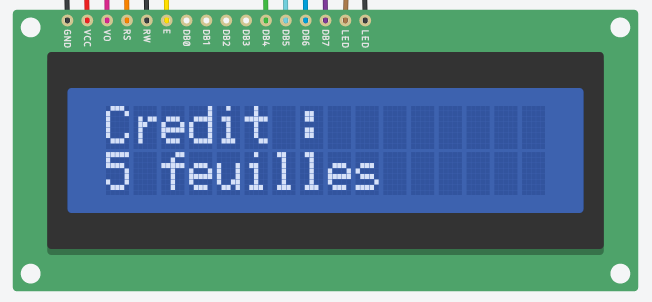 GND VCC VO RS RW E DB0 DB1 DB2 DB3 DB4 DB5 DB6 DB7 LED LED
Credit :
5 feuilles